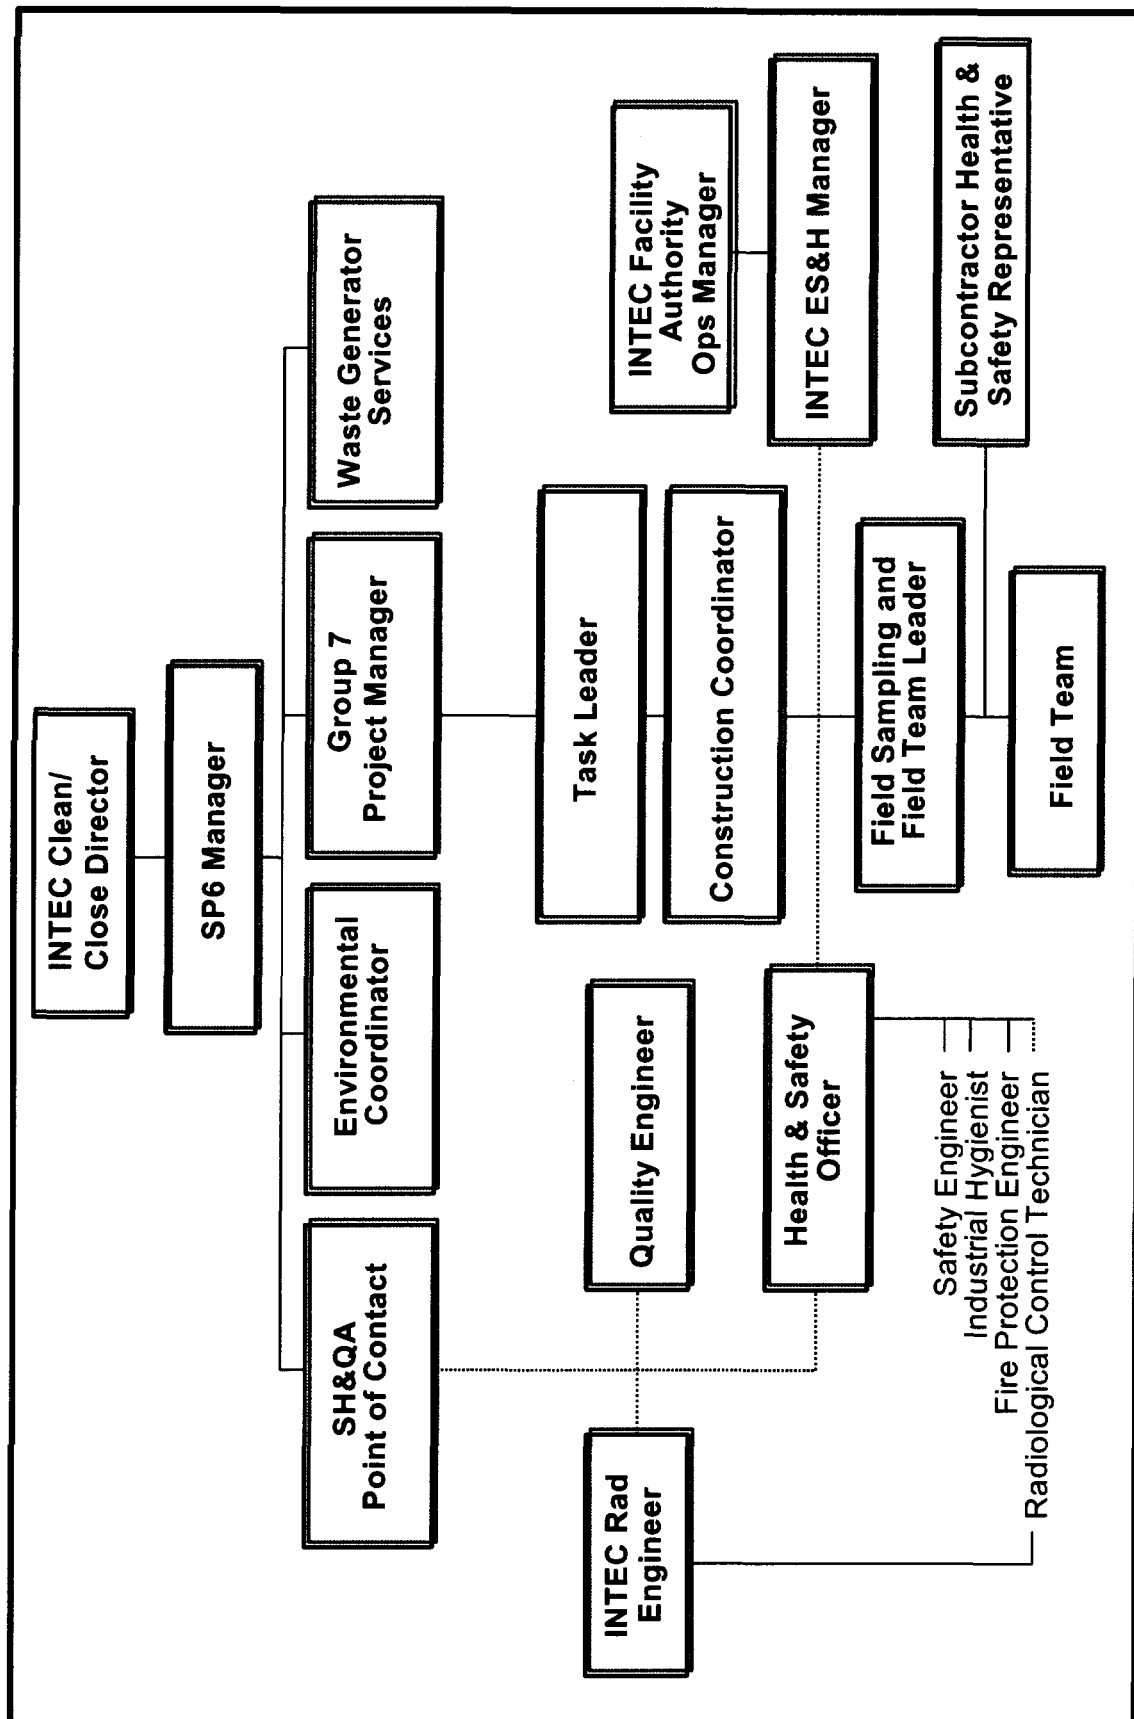 INTEC Clean/
Close Director
SP6 Manager
SH&QA
Point of Contact
Environmental
Coordinator
Group 7
Project Manager
Waste Generator
Services
Task Leader
INTEC Rad
Engineer
Quality Engineer
INTEC Facility
Authority
Ops Manager
Construction Coordinator
Health & Safety
Officer
INTEC ES&H Manager
Field Sampling and
Field Team Leader
Safety Engineer
Industrial Hygienist
Fire Protection Engineer
Radiological Control Technician
Subcontractor Health &
Safety Representative
Field Team